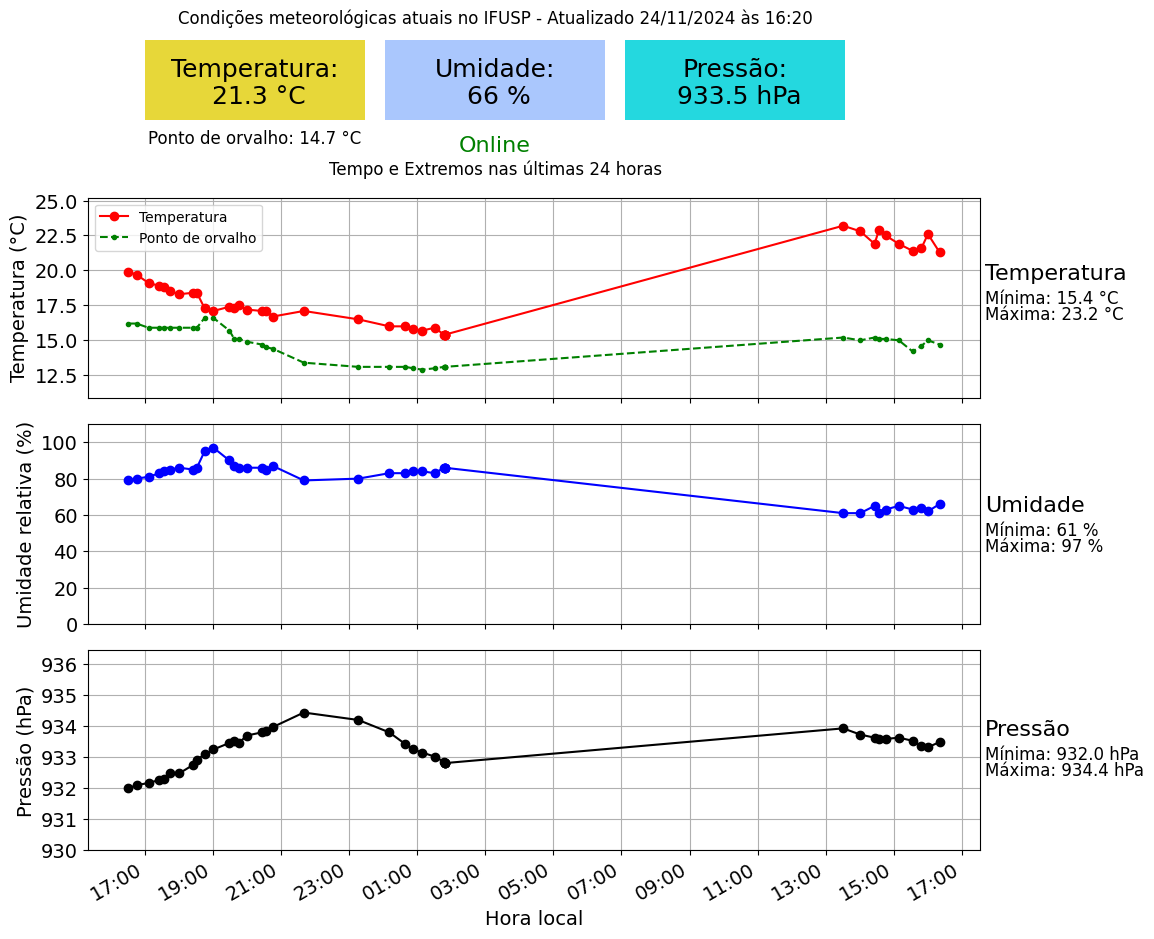 Condições meteorológicas atuais no IFUSP - Atualizado 24/11/2024 às 16:20
Temperatura:
21.3 °C
Umidade:
66 %
Pressão:
933.5 hPa
Ponto de orvalho: 14.7 °C
Online
Tempo e Extremos nas últimas 24 horas
Temperatura (°C)
25.0
22.5
20.0
17.5
15.0
12.5
Temperatura
Ponto de orvalho
Temperatura
Mínima: 15.4 °C
Máxima: 23.2 °C
Umidade relativa (%)
100
80
60
40
20
0
Umidade
Mínima: 61 %
Máxima: 97 %
Pressão (hPa)
936
935
934
933
932
931
930
Pressão
Mínima: 932.0 hPa
Máxima: 934.4 hPa
17:00 19:00 21:00 23:00 01:00 03:00 05:00 07:00 09:00 11:00 13:00 15:00 17:00
Hora local